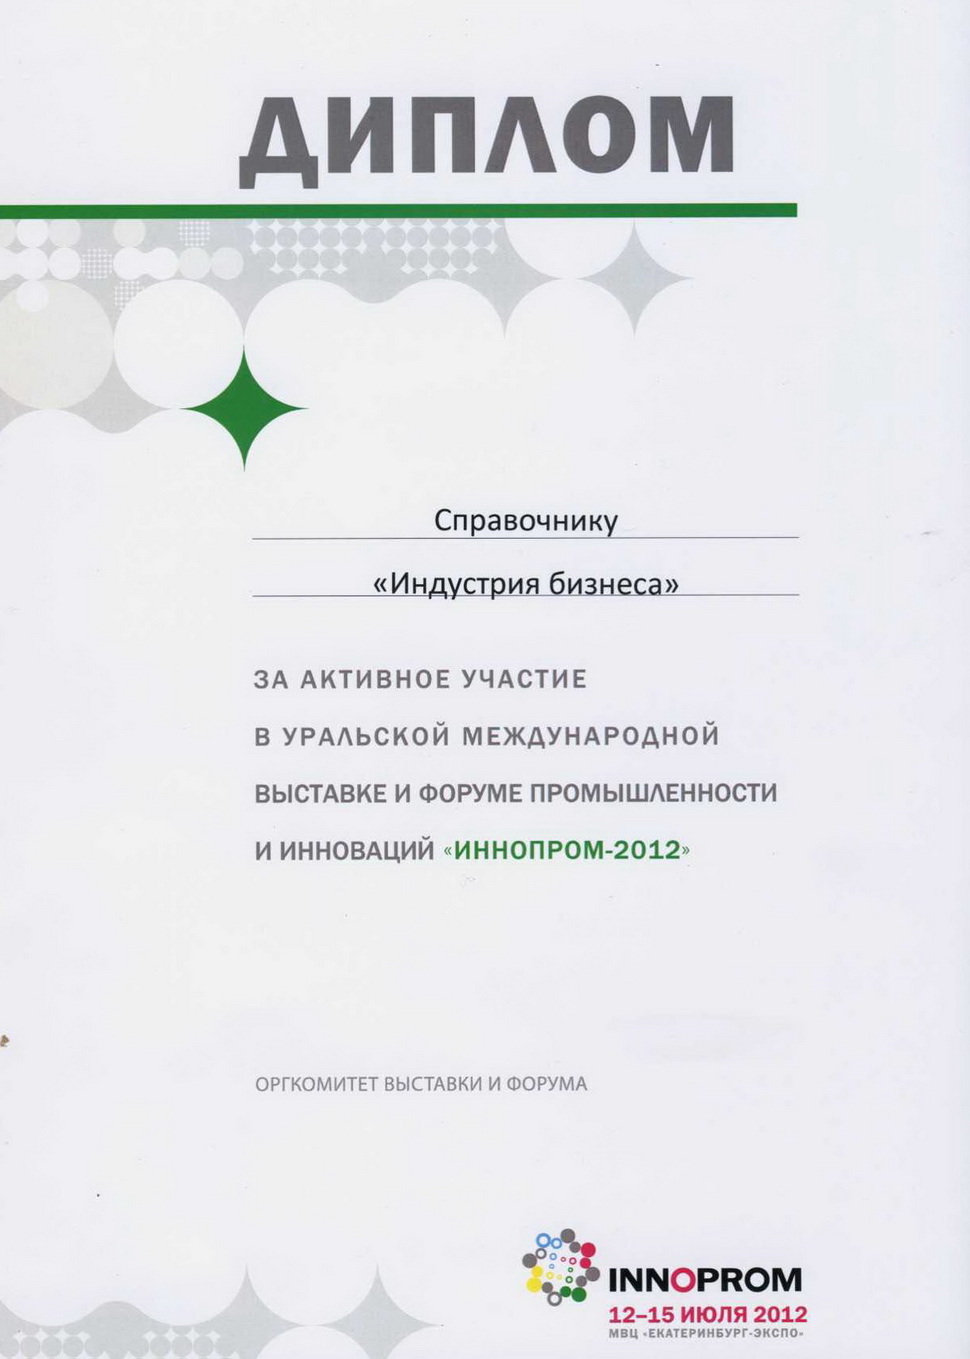 ДИПЛОМ
Справочнику
«Индустрия бизнеса»
ЗА АКТИВНОЕ УЧАСТИЕ
В УРАЛЬСКОЙ МЕЖДУНАРОДНОЙ
ВЫСТАВКЕ И ФОРУМЕ ПРОМЫШЛЕННОСТИ
И ИННОВАЦИЙ «ИННОПРОМ-2012»
ОРГКОМИТЕТ ВЫСТАВКИ И ФОРУМА
INNOPROM
12–15 ИЮЛЯ 2012
МВЦ «ЕКАТЕРИНБУРГ-ЭКСПО»